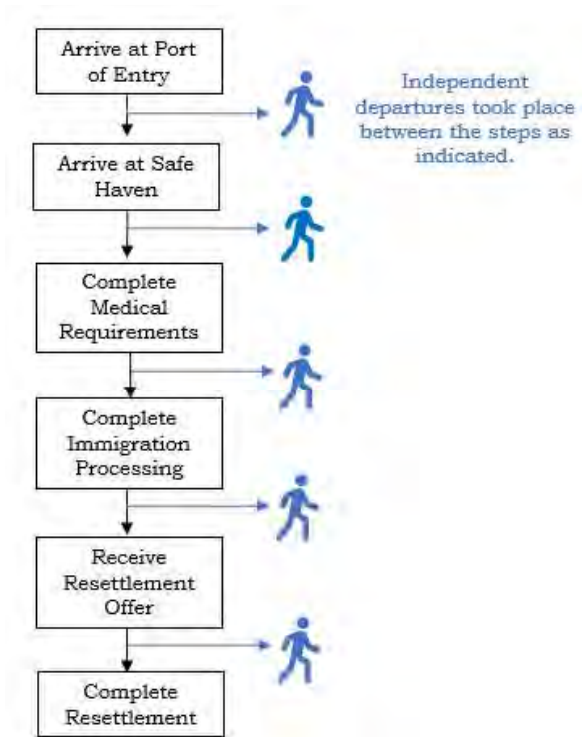 Arrive at Port
of Entry
Independent
departures took place
between the steps as
indicated.
Arrive at Safe
Haven
Complete
Medical
Requirements
Complete
Immigration
Processing
Receive
Resettlement
Offer
Complete
Resettlement